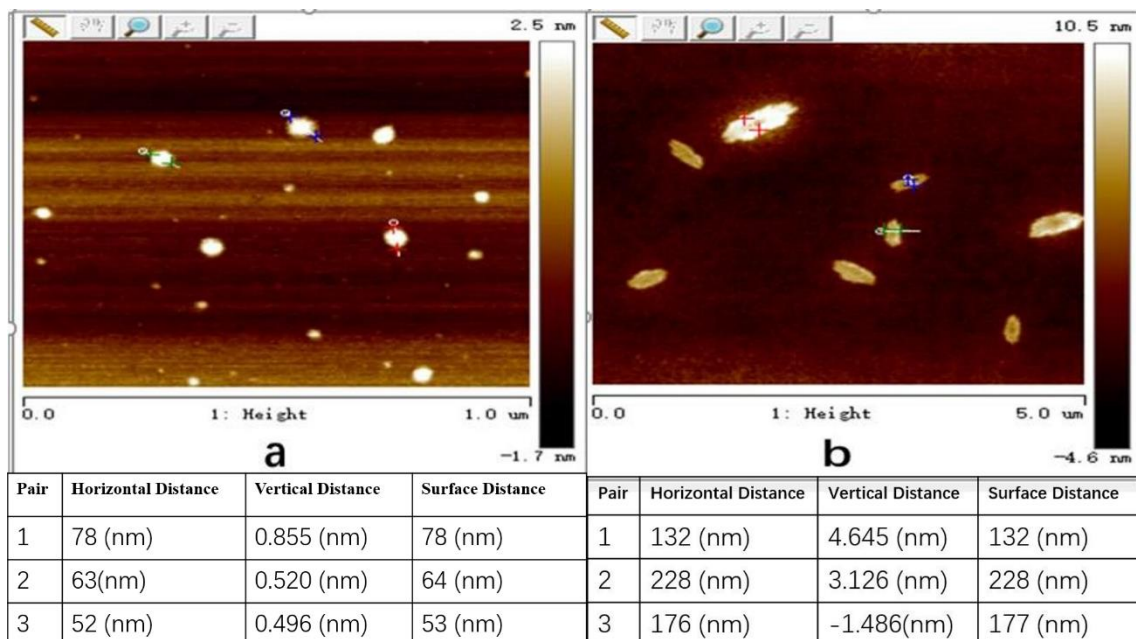 2.5 nm
0.0 1: Height 1.0 um
−1.7 nm
a
Pair Horizontal Distance Vertical Distance Surface Distance
1 78 (nm) 0.855 (nm) 78 (nm)
2 63(nm) 0.520 (nm) 64 (nm)
3 52 (nm) 0.496 (nm) 53 (nm)
10.5 nm
0.0 1: Height 5.0 um
−4.6 nm
b
Pair Horizontal Distance Vertical Distance Surface Distance
1 132 (nm) 4.645 (nm) 132 (nm)
2 228 (nm) 3.126 (nm) 228 (nm)
3 176 (nm) -1.486(nm) 177 (nm)